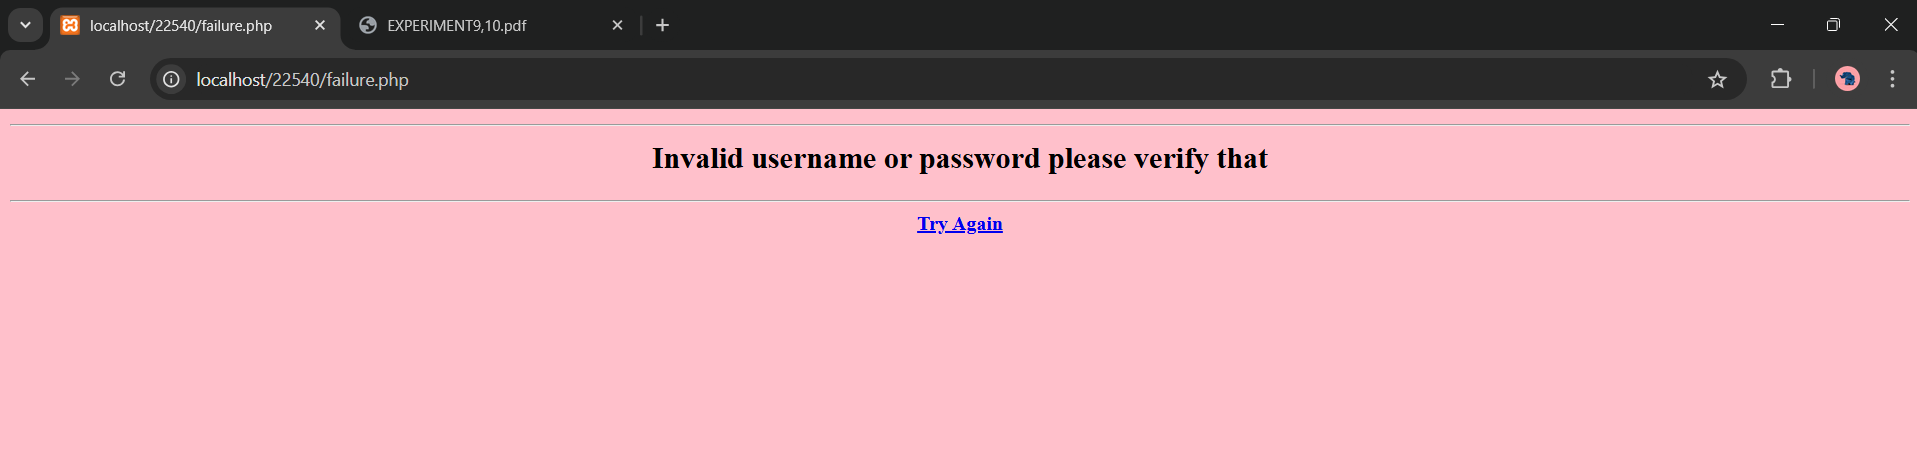 localhost/22540/failure.php
EXPERIMENT9,10.pdf
localhost/22540/failure.php
Invalid username or password please verify that
Try Again